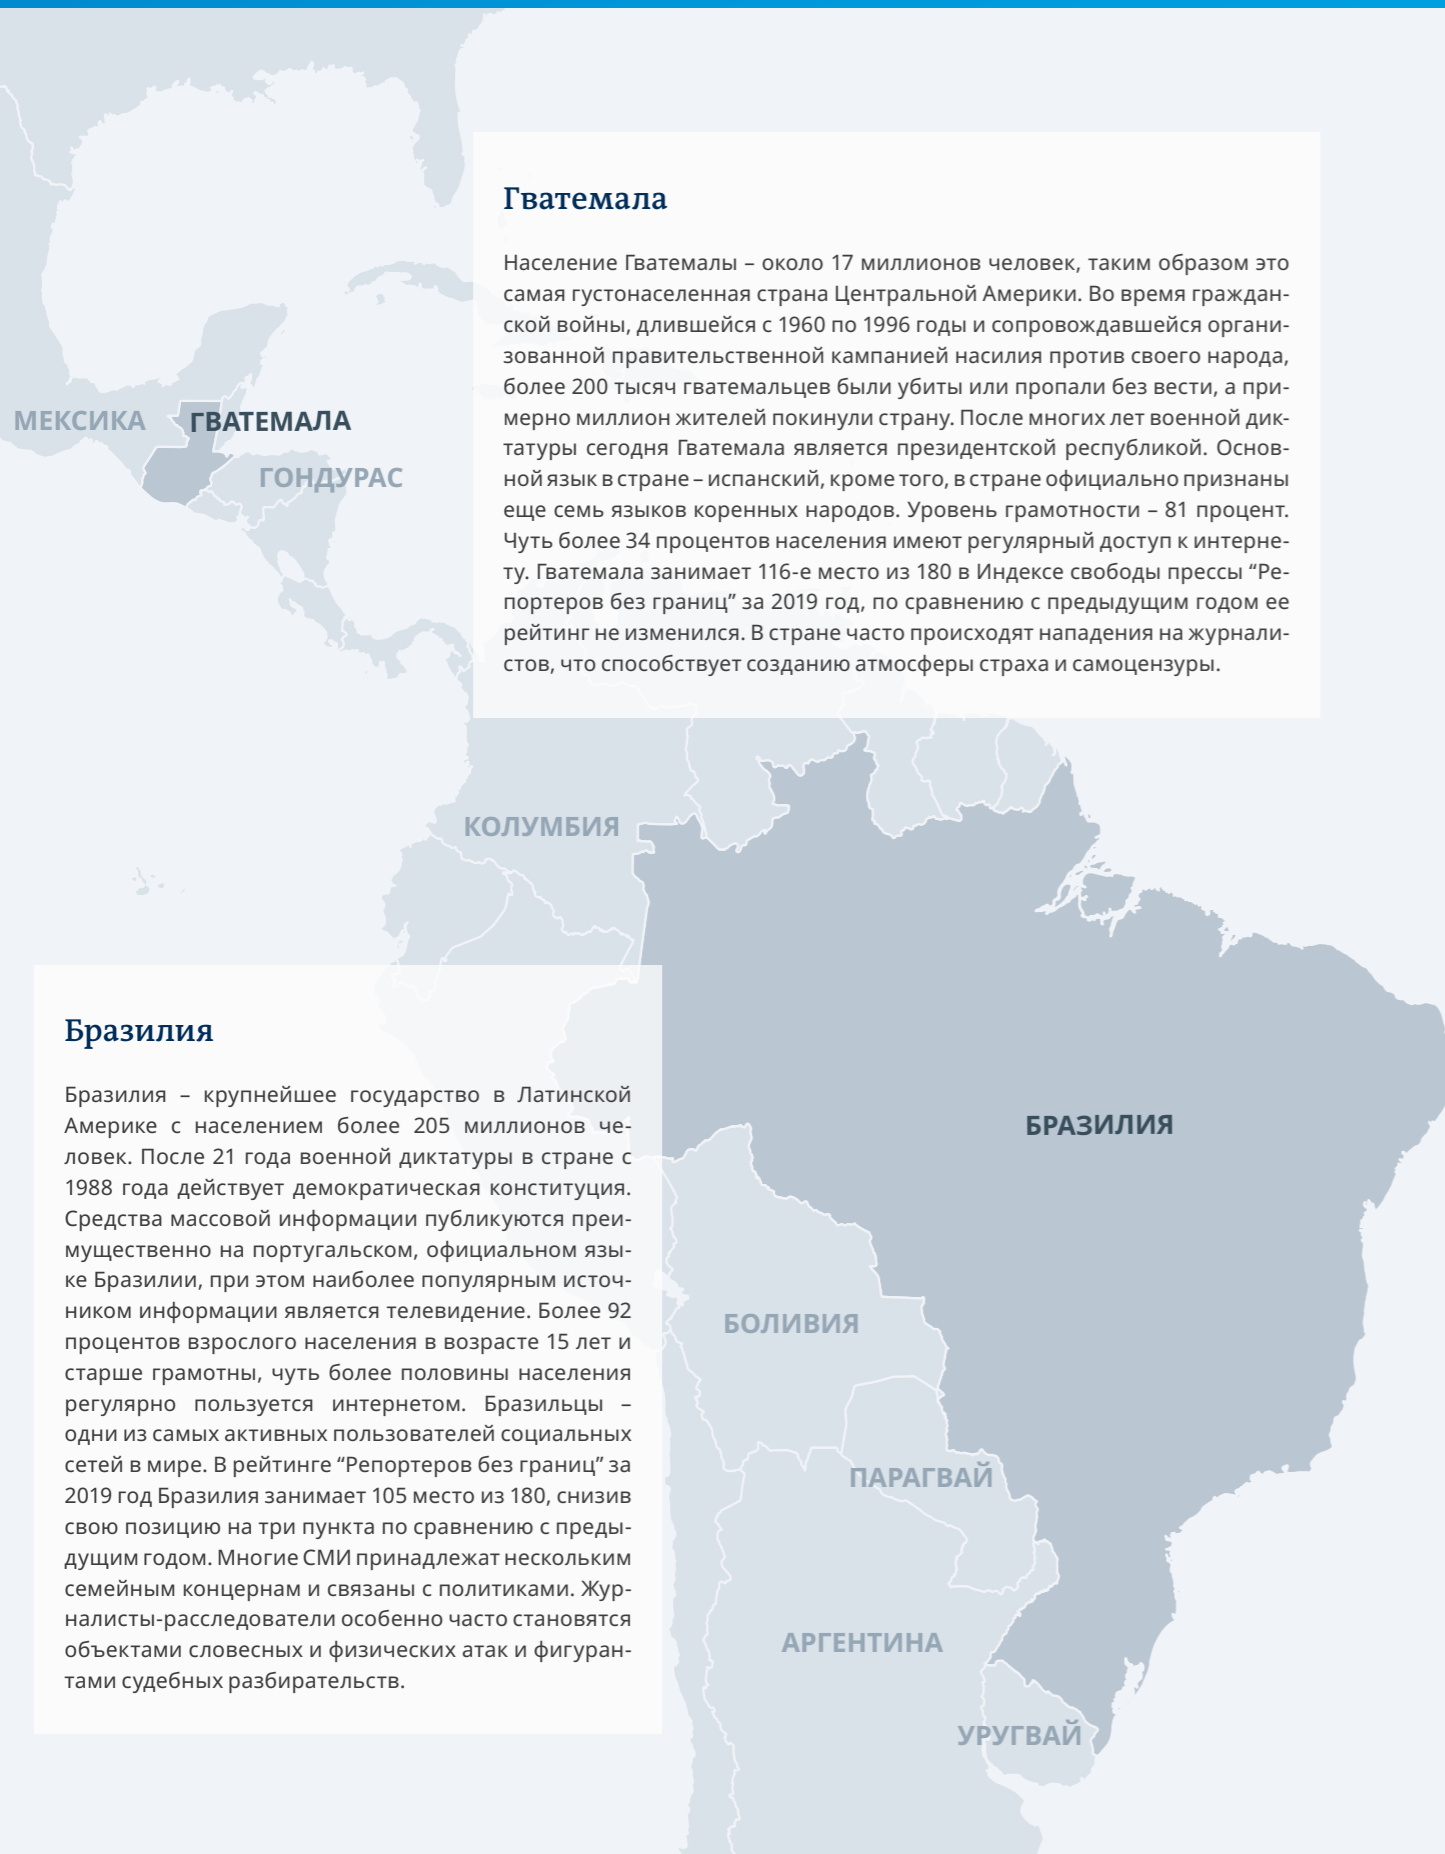 Гватемала
Население Гватемалы – около 17 миллионов человек, таким образом это
самая густонаселенная страна Центральной Америки. Во время граждан-
ской войны, длившейся с 1960 по 1996 годы и сопровождавшейся органи-
зованной правительственной кампанией насилия против своего народа,
более 200 тысяч гватемальцев были убиты или пропали без вести, а при-
мерно миллион жителей покинули страну. После многих лет военной дик-
татуры сегодня Гватемала является президентской республикой. Основ-
ной язык в стране – испанский, кроме того, в стране официально признаны
еще семь языков коренных народов. Уровень грамотности – 81 процент.
Чуть более 34 процентов населения имеют регулярный доступ к интерне-
ту. Гватемала занимает 116-е место из 180 в Индексе свободы прессы “Ре-
портеров без границ” за 2019 год, по сравнению с предыдущим годом ее
рейтинг не изменился. В стране часто происходят нападения на журнали-
стов, что способствует созданию атмосферы страха и самоцензуры.
МЕКСИКА
ГВАТЕМАЛА
ГОНДУРАС
КОЛУМБИЯ
Бразилия
Бразилия – крупнейшее государство в Латинской
Америке с населением более 205 миллионов че-
ловек. После 21 года военной диктатуры в стране с
1988 года действует демократическая конституция.
Средства массовой информации публикуются преи-
мущественно на португальском, официальном язы-
ке Бразилии, при этом наиболее популярным источ-
ником информации является телевидение. Более 92
процентов взрослого населения в возрасте 15 лет и
старше грамотны, чуть более половины населения
регулярно пользуется интернетом. Бразильцы –
одни из самых активных пользователей социальных
сетей в мире. В рейтинге “Репортеров без границ” за
2019 год Бразилия занимает 105 место из 180, снизив
свою позицию на три пункта по сравнению с преды-
дущим годом. Многие СМИ принадлежат нескольким
семейным концернам и связаны с политиками. Жур-
налисты-расследователи особенно часто становятся
объектами словесных и физических атак и фигуран-
тами судебных разбирательств.
БРАЗИЛИЯ
БОЛИВИЯ
ПАРАГВАЙ
АРГЕНТИНА
УРУГВАЙ